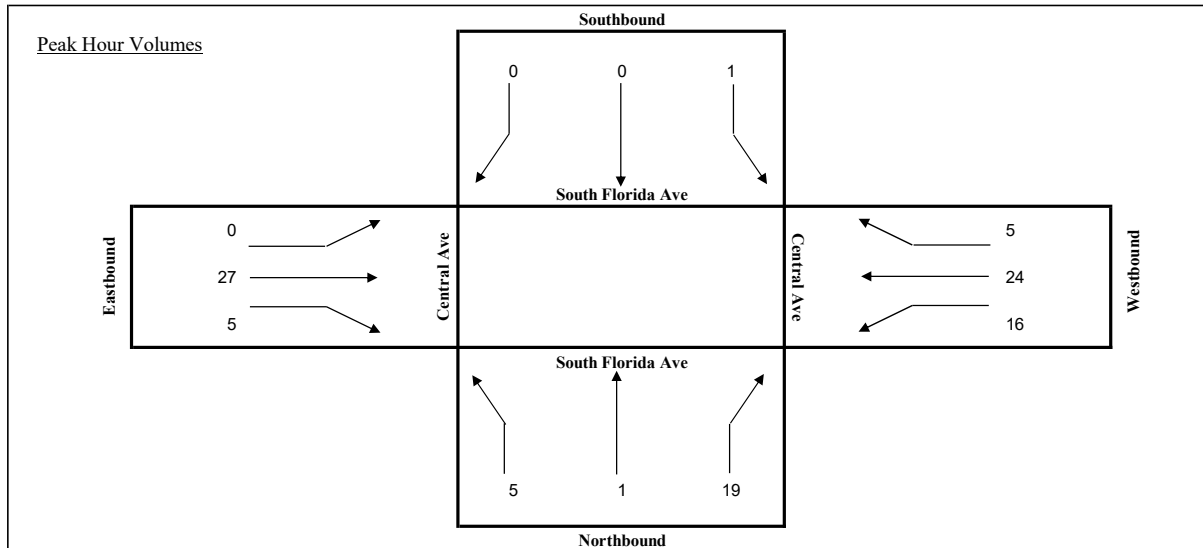 Southbound
Peak Hour Volumes
0 0 1
South Florida Ave
0
27
5
Eastbound
Central Ave
Central Ave
5
24
16
Westbound
South Florida Ave
5 1 19
Northbound